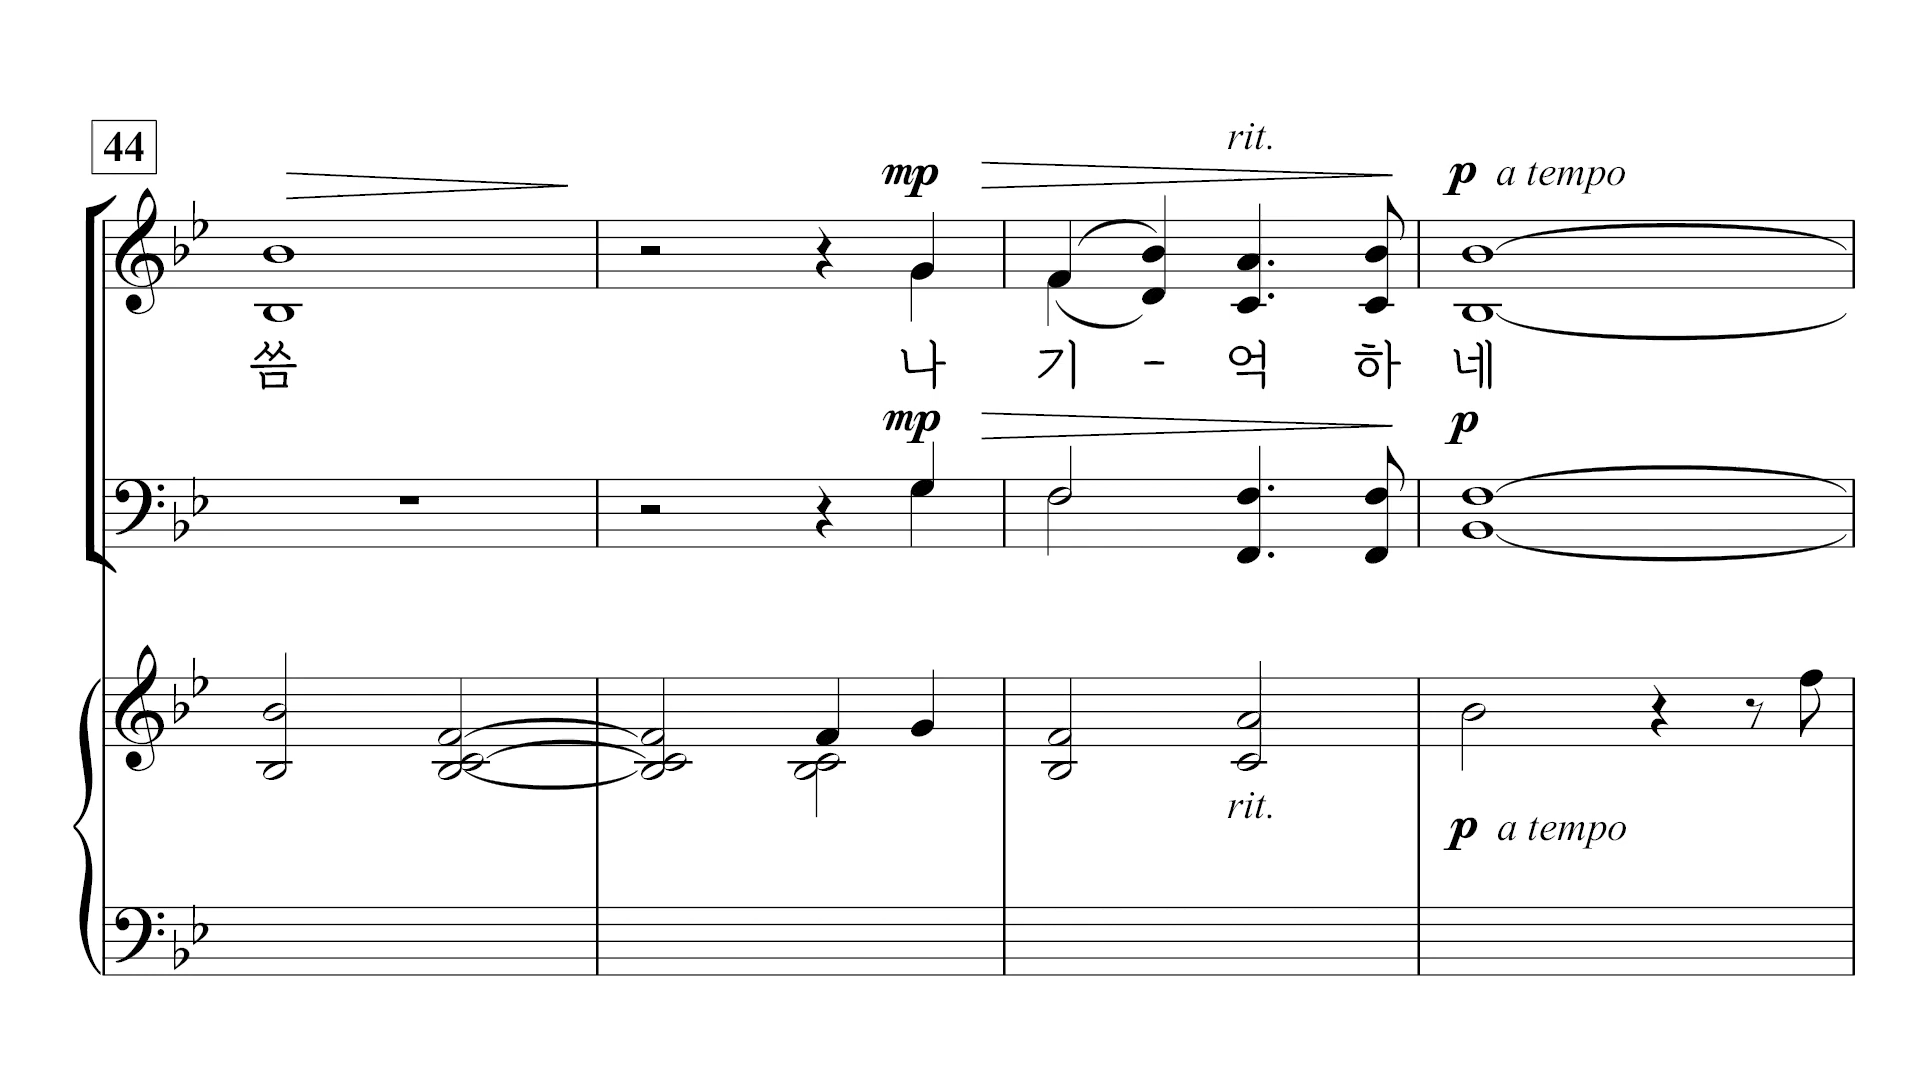 44
rit.
mp p a tempo
씀 나 기 - 억 하 네
mp p
rit.
p a tempo